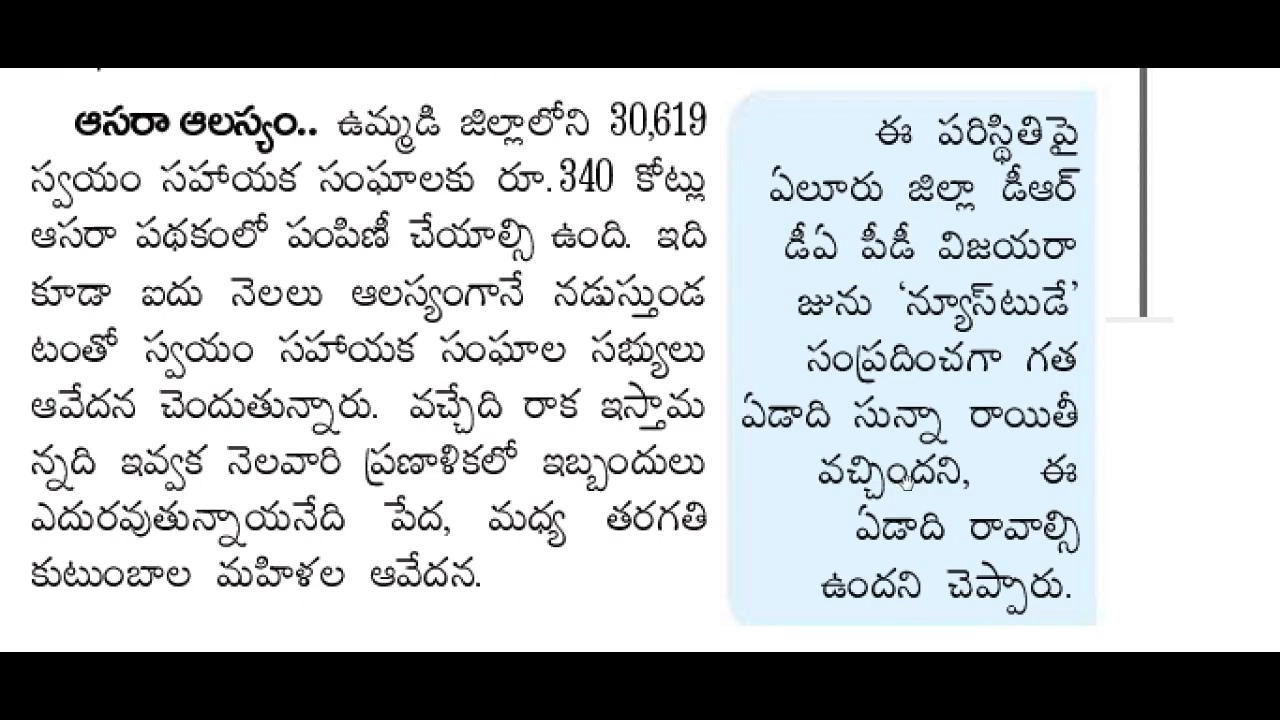 ఆసరా ఆలస్యం.. ఉమ్మడి జిల్లాలోని 30,619
స్వయం సహాయక సంఘాలకు రూ.340 కోట్లు
ఆసరా పథకంలో పంపిణీ చేయాల్సి ఉంది. ఇది
కూడా ఐదు నెలలు ఆలస్యంగానే నడుస్తుండ
టంతో స్వయం సహాయక సంఘాల సభ్యులు
ఆవేదన చెందుతున్నారు. వచ్చేది రాక ఇస్తామ
న్నది ఇవ్వక నెలవారి ప్రణాళికలో ఇబ్బందులు
ఎదురవుతున్నాయనేది పేద, మధ్య తరగతి
కుటుంబాల మహిళల ఆవేదన.
ఈ పరిస్థితిపై
ఏలూరు జిల్లా డీఆర్
డీఏ పీడీ విజయరా
జును ‘న్యూస్‌టుడే’
సంప్రదించగా గత
ఏడాది సున్నా రాయితీ
వచ్చిందని, ఈ
ఏడాది రావాల్సి
ఉందని చెప్పారు.